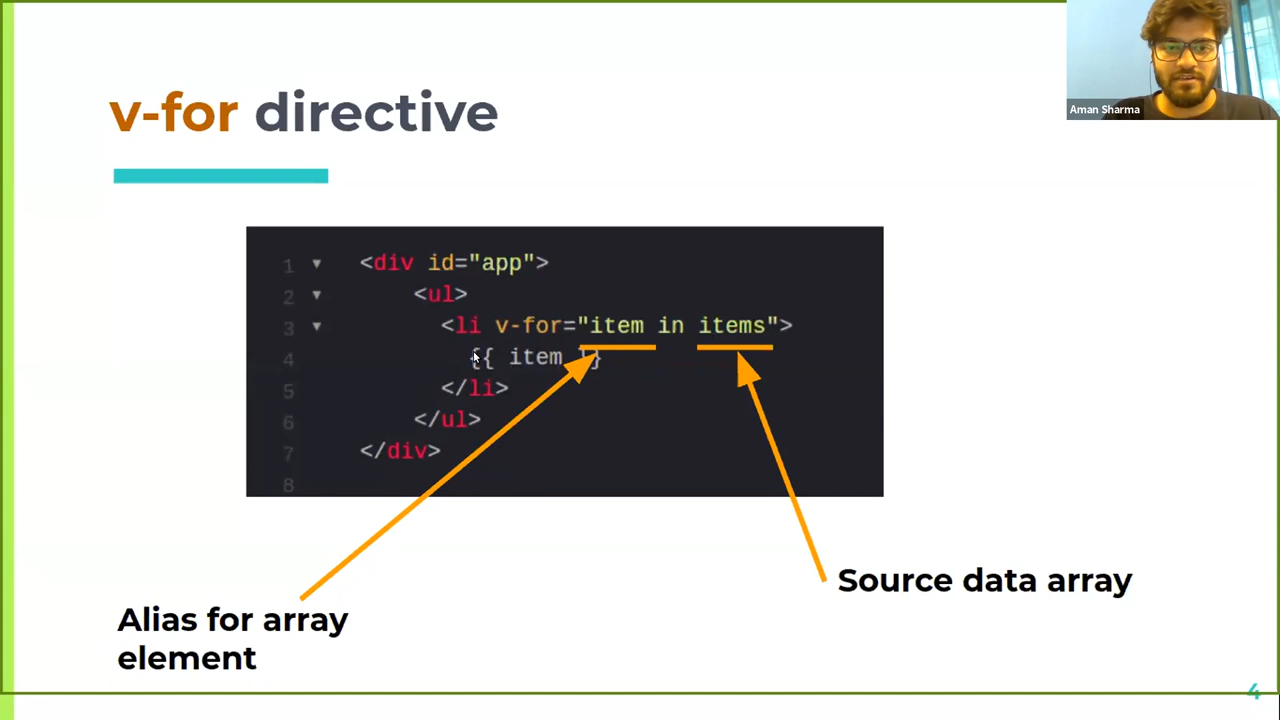 Aman Sharma
v-for directive
1 ▼ <div id="app">
2 ▼ <ul>
3 ▼ <li v-for="item in items">
4 {{ item }}
5 </li>
6 </ul>
7 </div>
8
Source data array
Alias for array
element
4